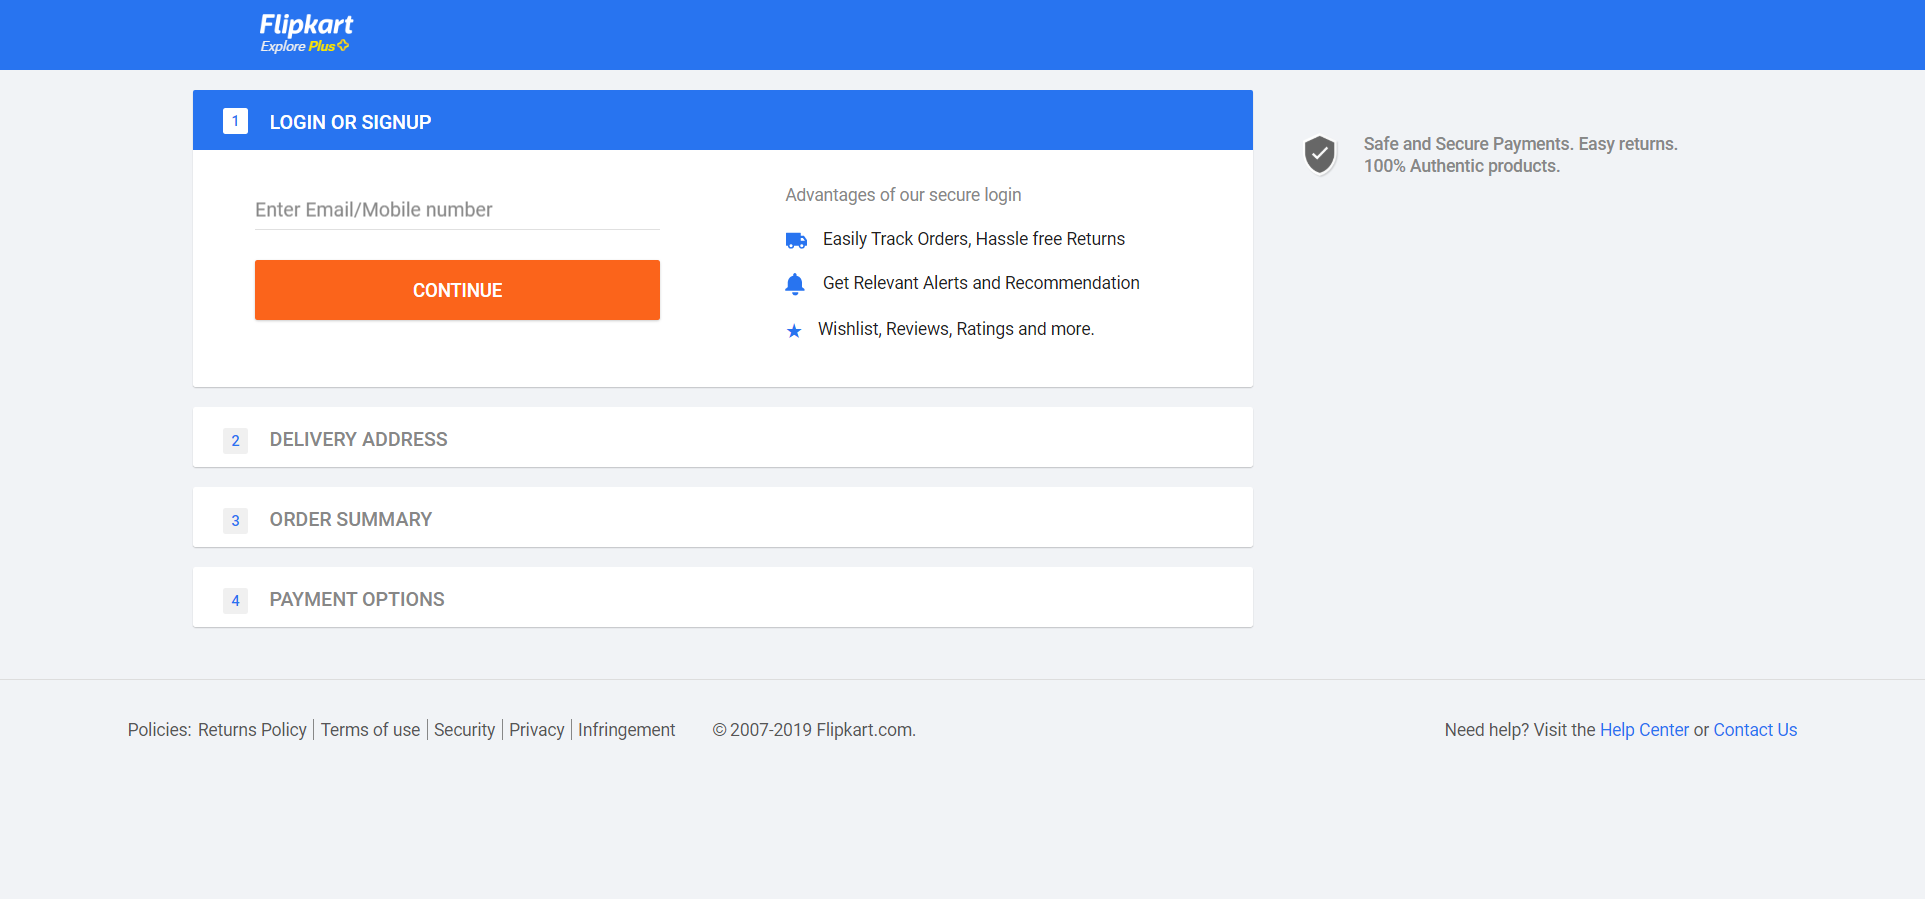 Flipkart
Explore Plus
1 LOGIN OR SIGNUP
Enter Email/Mobile number
CONTINUE
Advantages of our secure login
Easily Track Orders, Hassle free Returns
Get Relevant Alerts and Recommendation
Wishlist, Reviews, Ratings and more.
Safe and Secure Payments. Easy returns.
100% Authentic products.
2 DELIVERY ADDRESS
3 ORDER SUMMARY
4 PAYMENT OPTIONS
Policies: Returns Policy | Terms of use | Security | Privacy | Infringement © 2007-2019 Flipkart.com. Need help? Visit the Help Center or Contact Us